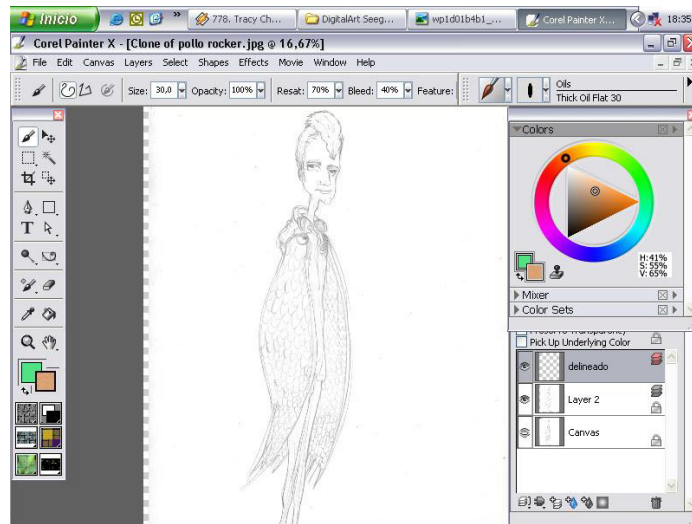 Inicio
778. Tracy Ch...
DigitalArt Seeg...
wp1d01b4b1_...
Corel Painter X...
18:35
Corel Painter X - [Clone of pollo rocker.jpg @ 16,67%]
File Edit Canvas Layers Select Shapes Effects Movie Window Help
Size: 30,0 Opacity: 100% Resat: 70% Bleed: 40% Feature:
Oils
Thick Oil Flat 30
Colors
H:41%
S:55%
V:65%
Mixer
Color Sets
Pick Up Underlying Color
delineado
Layer 2
Canvas